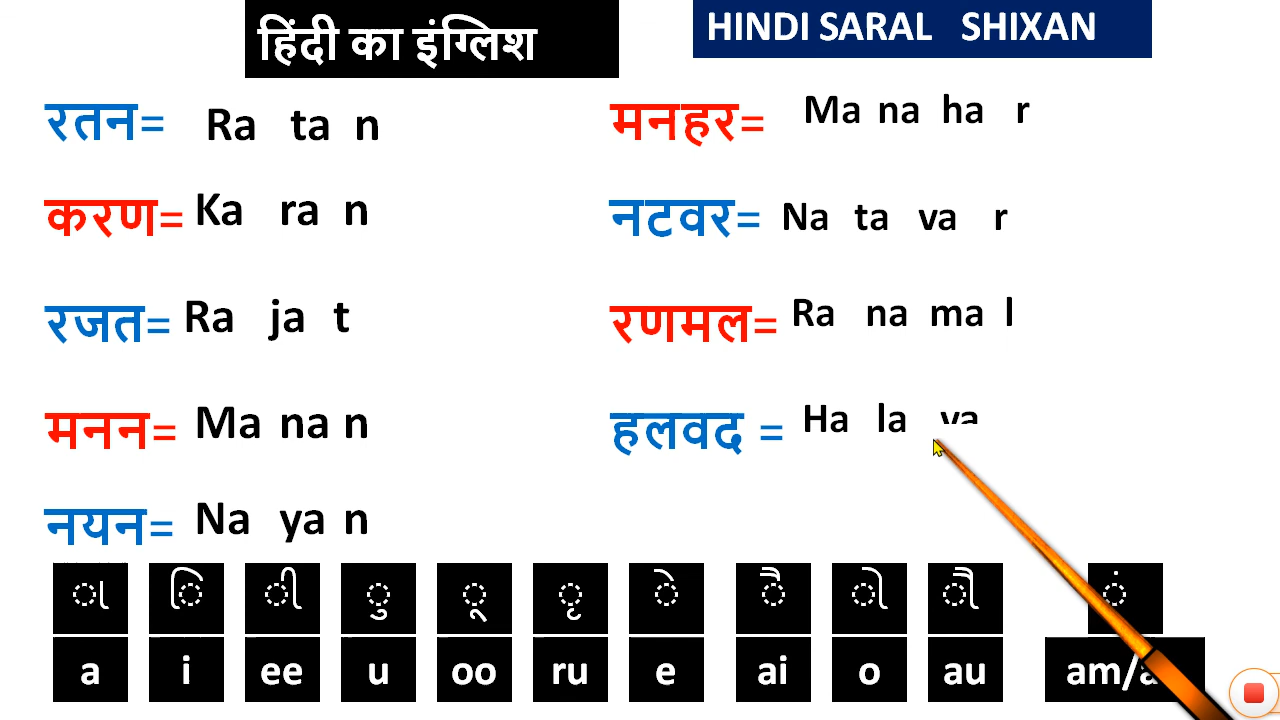 हिंदी का इंग्लिश
HINDI SARAL SHIXAN
रतन= Ra ta n
करण= Ka ra n
रजत= Ra ja t
मनन= Ma na n
नयन= Na ya n
मनहर= Ma na ha r
नटवर= Na ta va r
रणमल= Ra na ma l
हलवद = Ha la va
ા િ ી ુ ૂ ૃ ે ૈ ો ૌ ં
a i ee u oo ru e ai o au am/